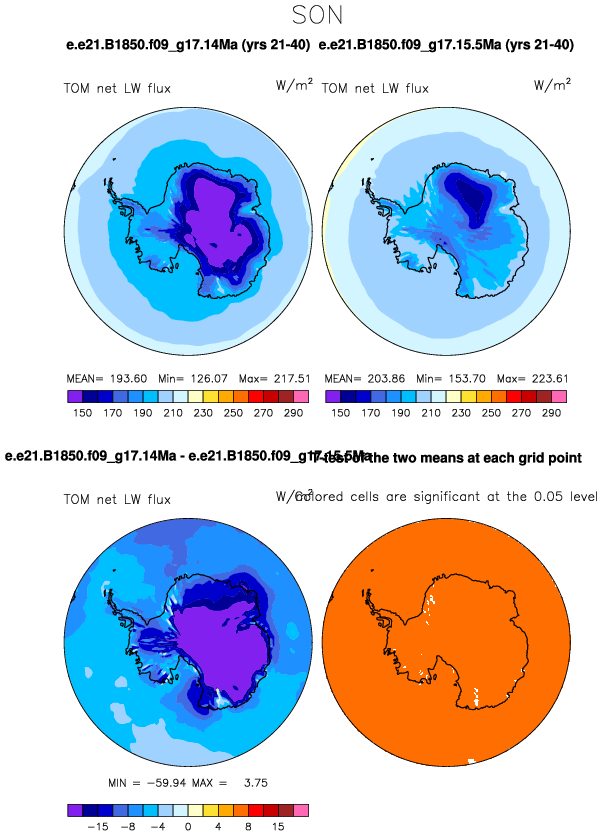 SON
e.e21.B1850.f09_g17.14Ma (yrs 21-40) e.e21.B1850.f09_g17.15.5Ma (yrs 21-40)
TOM net LW flux W/m² TOM net LW flux W/m²
MEAN= 193.60 Min= 126.07 Max= 217.51 MEAN= 203.86 Min= 153.70 Max= 223.61
150 170 190 210 230 250 270 290 150 170 190 210 230 250 270 290
e.e21.B1850.f09_g17.14Ma - e.e21.B1850.f09_g17.15.5Ma T-test of the two means at each grid point
TOM net LW flux W/m² Colored cells are significant at the 0.05 level
MIN = -59.94 MAX = 3.75
-15 -8 -4 0 4 8 15